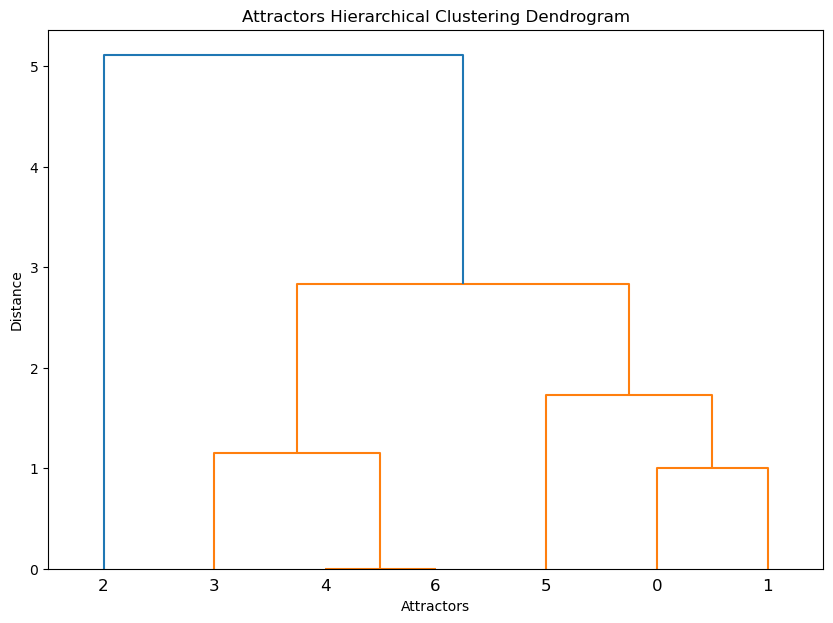 Attractors Hierarchical Clustering Dendrogram
5
4
3
2
1
0
Distance
2 3 4 6 5 0 1
Attractors